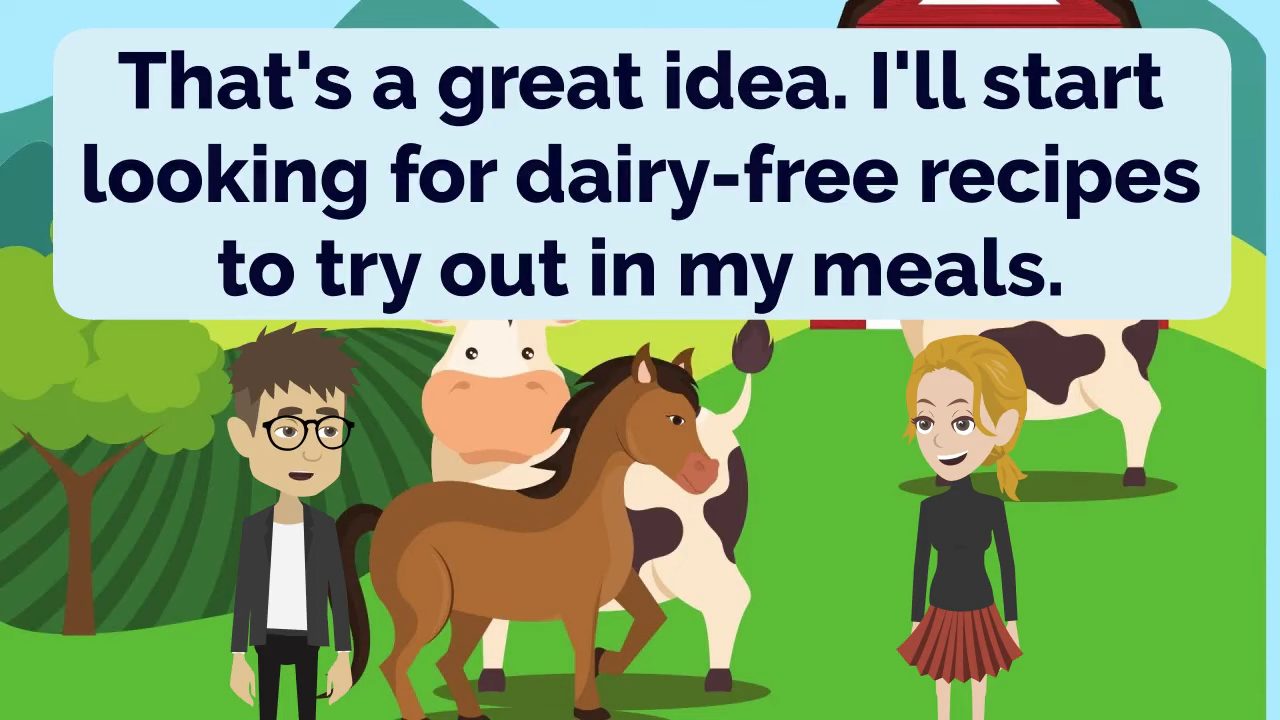 That's a great idea. I'll start
looking for dairy-free recipes
to try out in my meals.